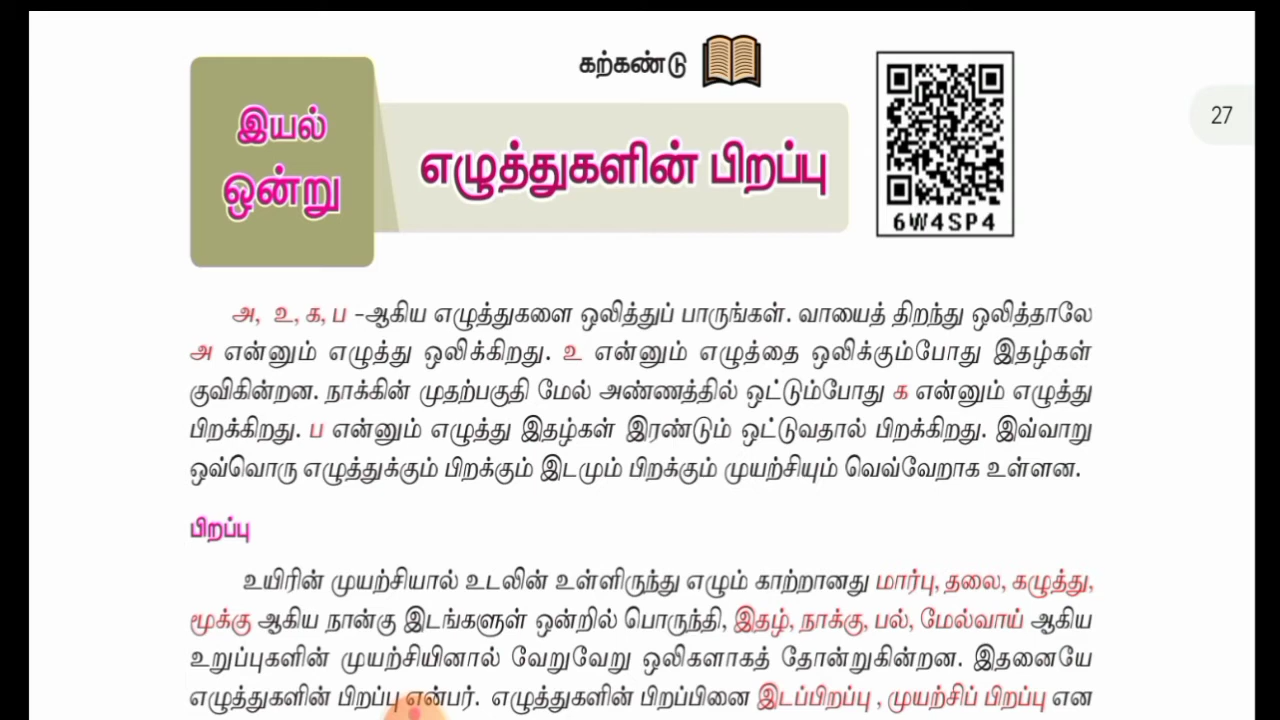 கற்கண்டு
இயல்
ஒன்று
எழுத்துகளின் பிறப்பு
6W4SP4
27
அ, உ, க, ப -ஆகிய எழுத்துகளை ஒலித்துப் பாருங்கள். வாயைத் திறந்து ஒலித்தாலே
அ என்னும் எழுத்து ஒலிக்கிறது. உ என்னும் எழுத்தை ஒலிக்கும்போது இதழ்கள்
குவிகின்றன. நாக்கின் முதற்பகுதி மேல் அண்ணத்தில் ஒட்டும்போது க என்னும் எழுத்து
பிறக்கிறது. ப என்னும் எழுத்து இதழ்கள் இரண்டும் ஒட்டுவதால் பிறக்கிறது. இவ்வாறு
ஒவ்வொரு எழுத்துக்கும் பிறக்கும் இடமும் பிறக்கும் முயற்சியும் வெவ்வேறாக உள்ளன.
பிறப்பு
உயிரின் முயற்சியால் உடலின் உள்ளிருந்து எழும் காற்றானது மார்பு, தலை, கழுத்து,
மூக்கு ஆகிய நான்கு இடங்களுள் ஒன்றில் பொருந்தி, இதழ், நாக்கு, பல், மேல்வாய் ஆகிய
உறுப்புகளின் முயற்சியினால் வேறுவேறு ஒலிகளாகத் தோன்றுகின்றன. இதனையே
எழுத்துகளின் பிறப்பு என்பர். எழுத்துகளின் பிறப்பினை இடப்பிறப்பு , முயற்சிப் பிறப்பு என